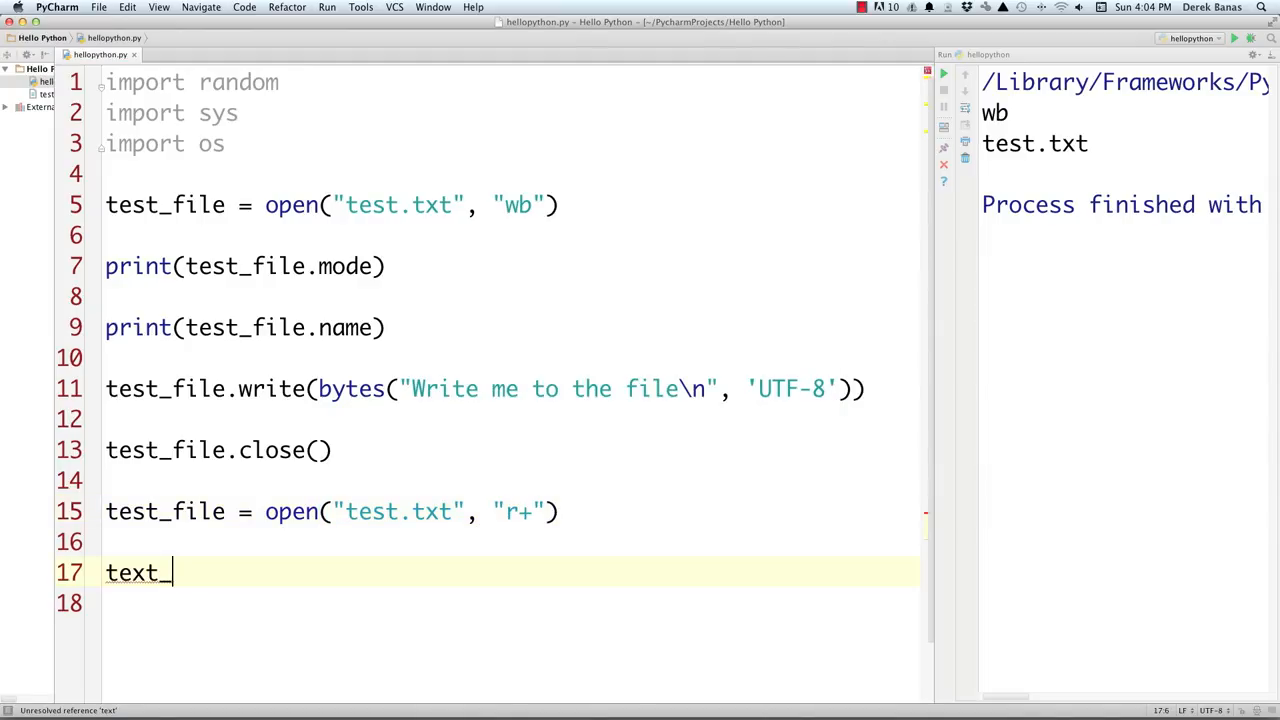 PyCharm File Edit View Navigate Code Refactor Run Tools VCS Window Help 10 Sun 4:04 PM Derek Banas
hellopython.py - Hello Python - [~/PycharmProjects/Hello Python]
Hello Python hellopython.py hellopython
hellopython.py Run hellopython
Hello P
hell
test
Extern
1 import random
2 import sys
3 import os
4
5 test_file = open("test.txt", "wb")
6
7 print(test_file.mode)
8
9 print(test_file.name)
10
11 test_file.write(bytes("Write me to the file\n", 'UTF-8'))
12
13 test_file.close()
14
15 test_file = open("test.txt", "r+")
16
17 text_
18
/Library/Frameworks/Py
wb
test.txt
Process finished with
Unresolved reference 'text' 17:6 LF UTF-8